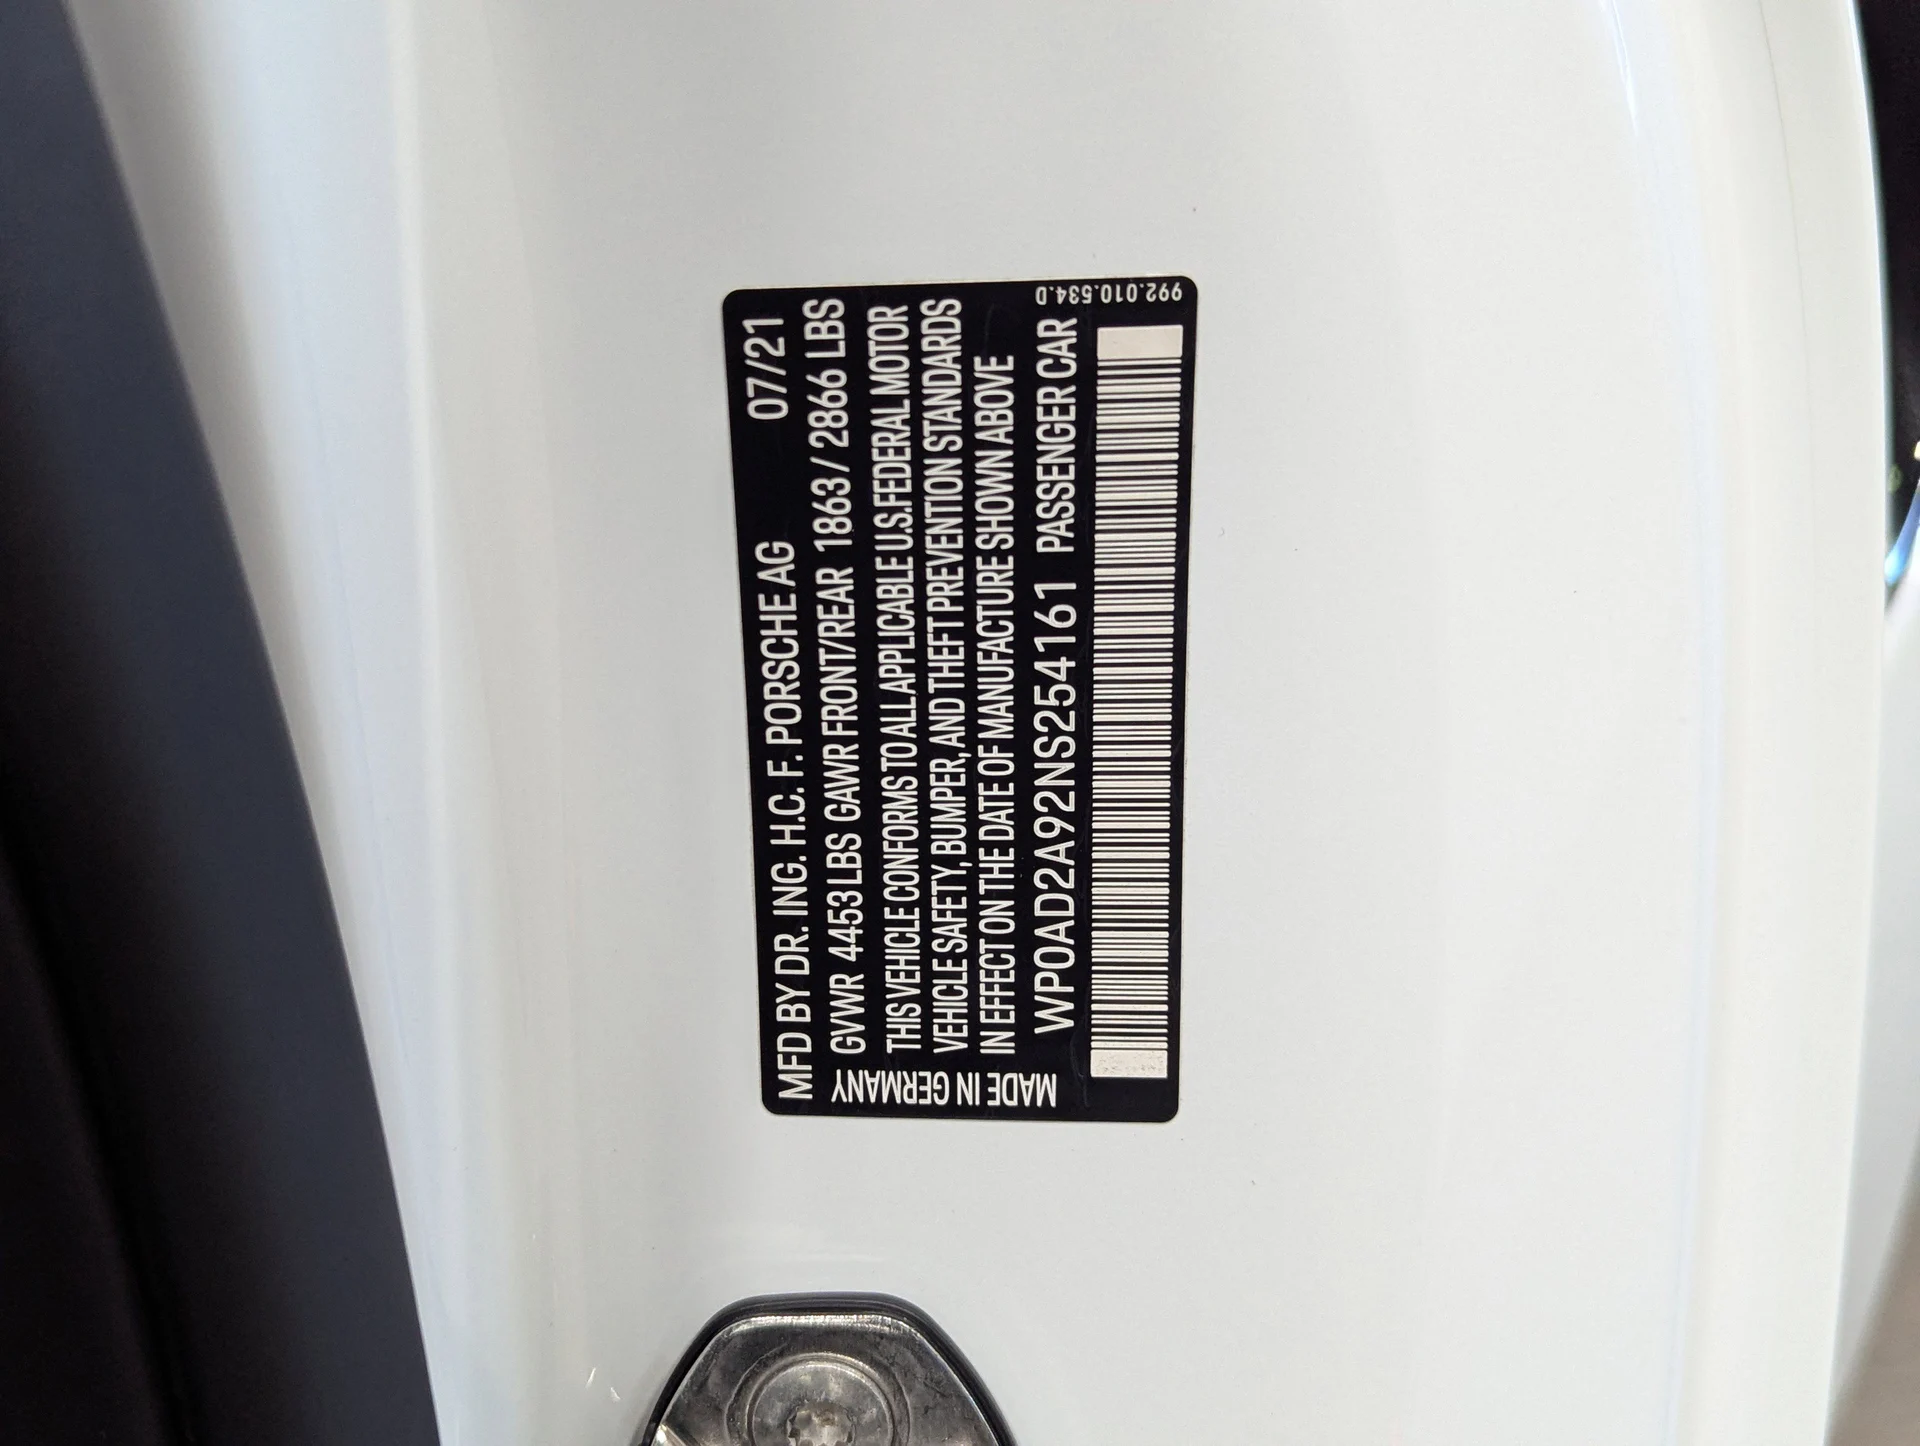 MFD BY DR. ING. H.C. F. PORSCHE AG 07/21
GVWR 4453 LBS GAWR FRONT/REAR 1863 / 2866 LBS
THIS VEHICLE CONFORMS TO ALL APPLICABLE U.S. FEDERAL MOTOR
VEHICLE SAFETY, BUMPER, AND THEFT PREVENTION STANDARDS
IN EFFECT ON THE DATE OF MANUFACTURE SHOWN ABOVE
WP0AD2A92NS254161 PASSENGER CAR
MADE IN GERMANY
992.010.534.D